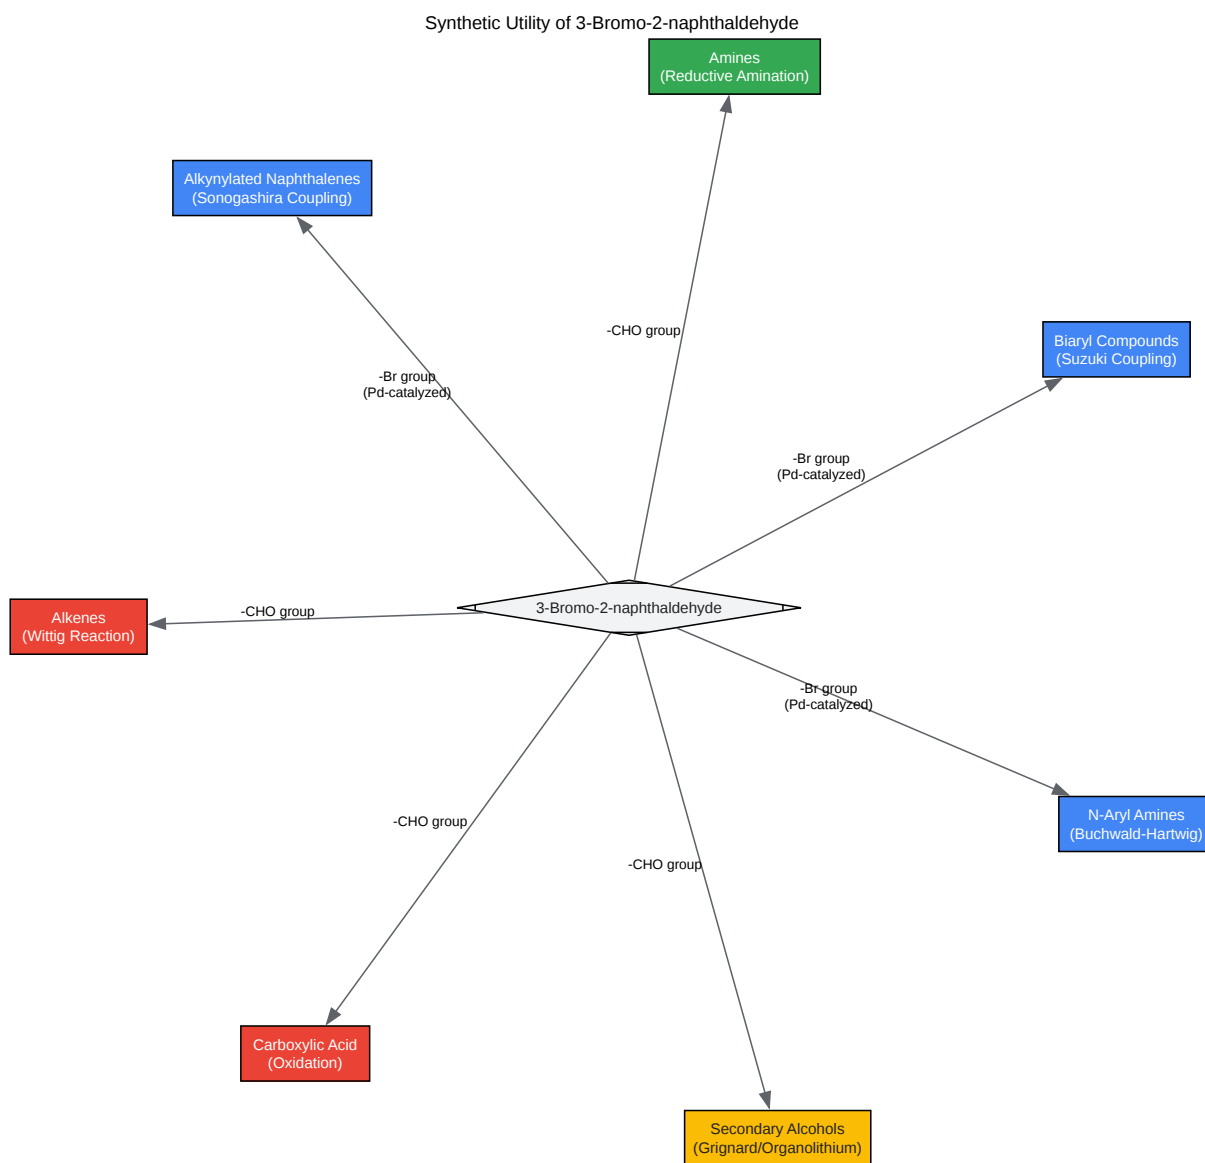 Synthetic Utility of 3-Bromo-2-naphthaldehyde
Amines
(Reductive Amination)
Alkynylated Naphthalenes
(Sonogashira Coupling)
-CHO group
Biaryl Compounds
(Suzuki Coupling)
-Br group
(Pd-catalyzed)
-Br group
(Pd-catalyzed)
3-Bromo-2-naphthaldehyde
Alkenes
(Wittig Reaction)
-CHO group
-Br group
(Pd-catalyzed)
N-Aryl Amines
(Buchwald-Hartwig)
-CHO group
-CHO group
Carboxylic Acid
(Oxidation)
Secondary Alcohols
(Grignard/Organolithium)